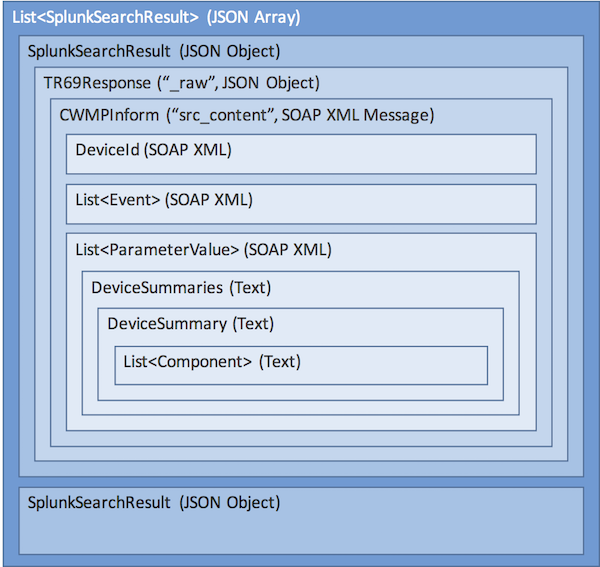 List<SplunkSearchResult> (JSON Array)
SplunkSearchResult (JSON Object)
TR69Response (“_raw”, JSON Object)
CWMPInform (“src_content”, SOAP XML Message)
DeviceId (SOAP XML)
List<Event> (SOAP XML)
List<ParameterValue> (SOAP XML)
DeviceSummaries (Text)
DeviceSummary (Text)
List<Component> (Text)
SplunkSearchResult (JSON Object)